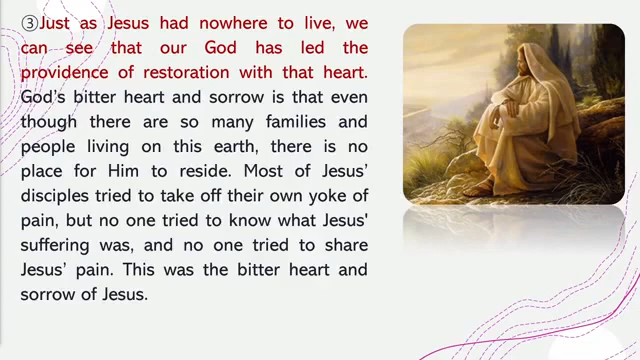 ③Just as Jesus had nowhere to live, we
can see that our God has led the
providence of restoration with that heart.
God's bitter heart and sorrow is that even
though there are so many families and
people living on this earth, there is no
place for Him to reside. Most of Jesus'
disciples tried to take off their own yoke of
pain, but no one tried to know what Jesus'
suffering was, and no one tried to share
Jesus' pain. This was the bitter heart and
sorrow of Jesus.